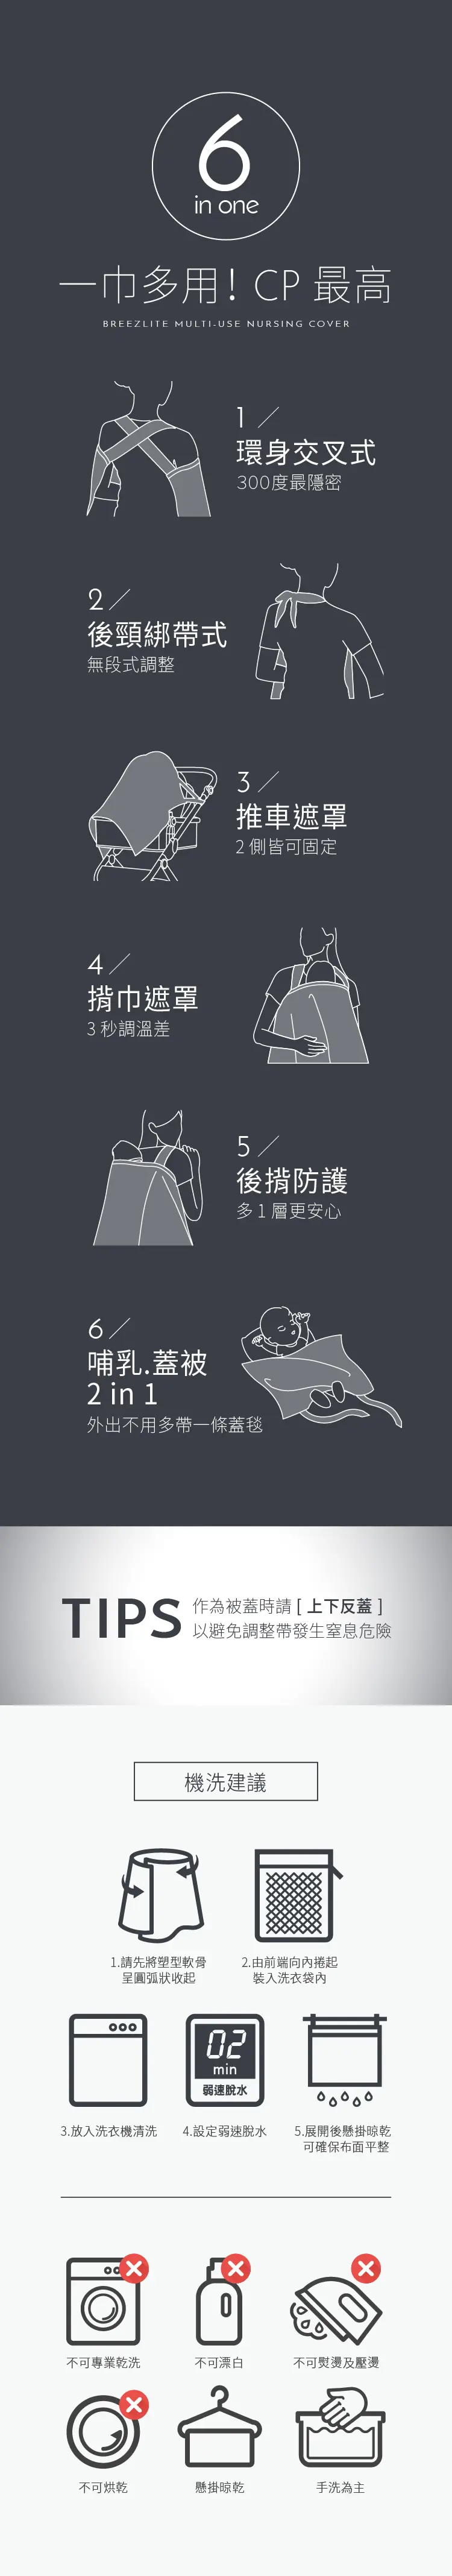 6
in one
一巾多用！CP 最高
BREEZLITE MULTI-USE NURSING COVER
1／
環身交叉式
300度最隱密
2／
後頸綁帶式
無段式調整
3／
推車遮罩
2 側皆可固定
4／
揹巾遮罩
3 秒調溫差
5／
後揹防護
多 1 層更安心
6／
哺乳.蓋被
2 in 1
外出不用多帶一條蓋毯
TIPS
作為被蓋時請 [ 上下反蓋 ]
以避免調整帶發生窒息危險
機洗建議
1.請先將塑型軟骨
呈圓弧狀收起
2.由前端向內捲起
裝入洗衣袋內
02
min
弱速脫水
3.放入洗衣機清洗
4.設定弱速脫水
5.展開後懸掛晾乾
可確保布面平整
不可專業乾洗
不可漂白
不可熨燙及壓燙
不可烘乾
懸掛晾乾
手洗為主